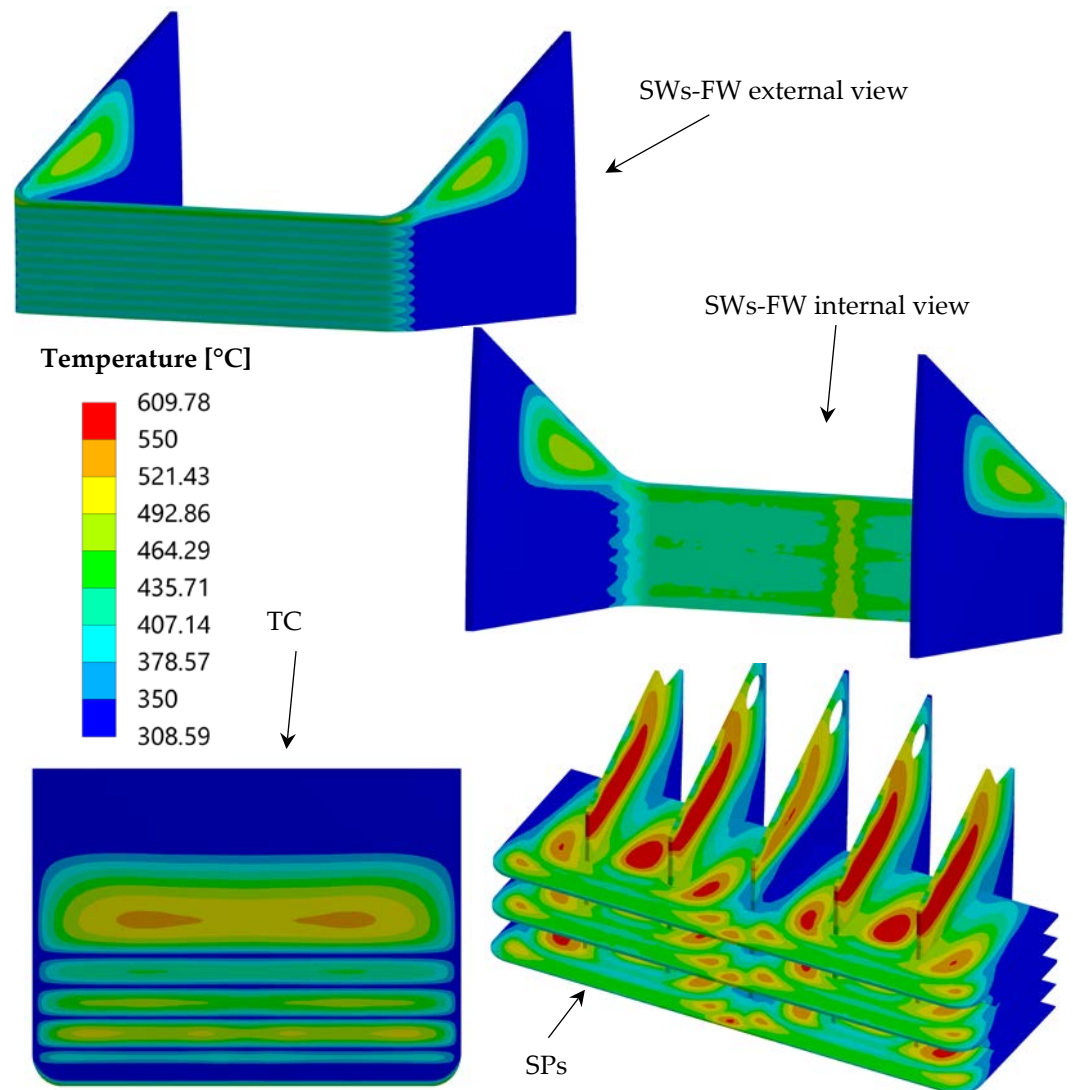 SWs-FW external view
SWs-FW internal view
Temperature [°C]
609.78
550
521.43
492.86
464.29
435.71
407.14
378.57
350
308.59
TC
SPs